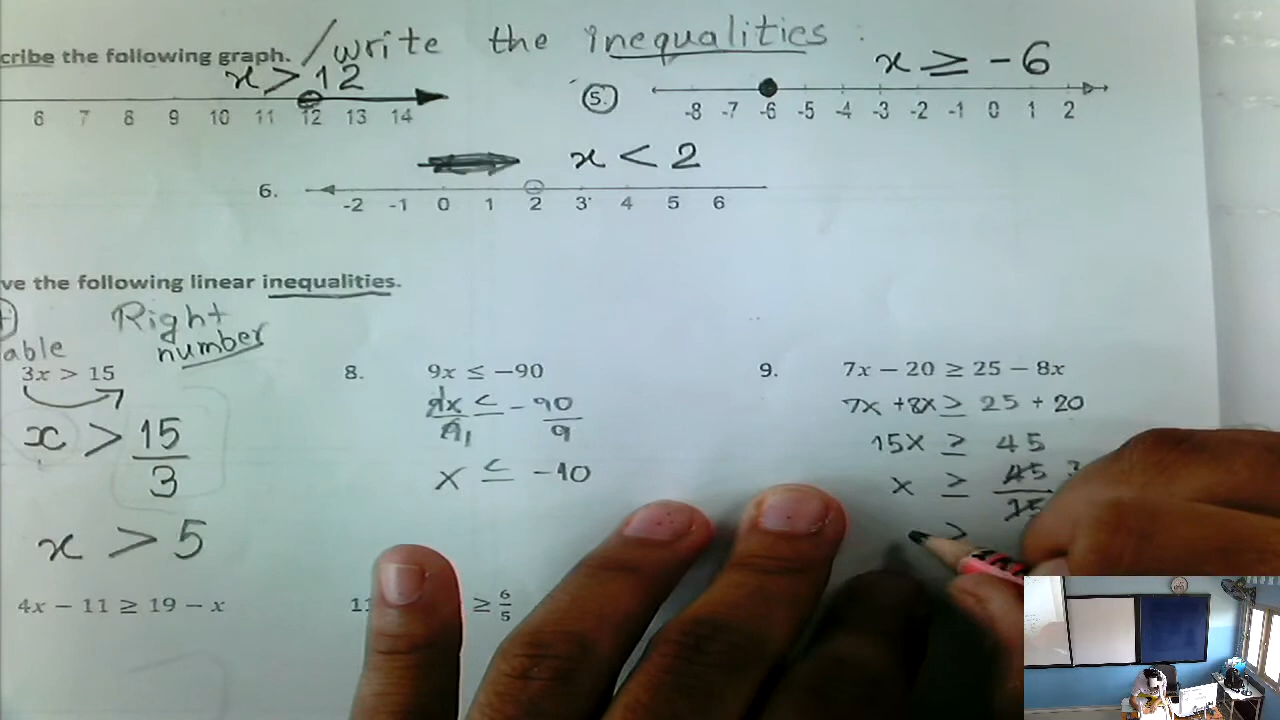 cribe the following graph. / write the inequalities :
x > 12
6 7 8 9 10 11 12 13 14
5. x ≥ -6
-8 -7 -6 -5 -4 -3 -2 -1 0 1 2
x < 2
6.
-2 -1 0 1 2 3 4 5 6
ve the following linear inequalities.
Right
able number
3x > 15
x > 15/3
x > 5
8. 9x ≤ −90
9x/9 ≤ -90/9
x ≤ -10
9. 7x − 20 ≥ 25 − 8x
7x + 8x ≥ 25 + 20
15x ≥ 45
x ≥ 45/15 3
>
4x − 11 ≥ 19 − x
11 ≥ 6/5